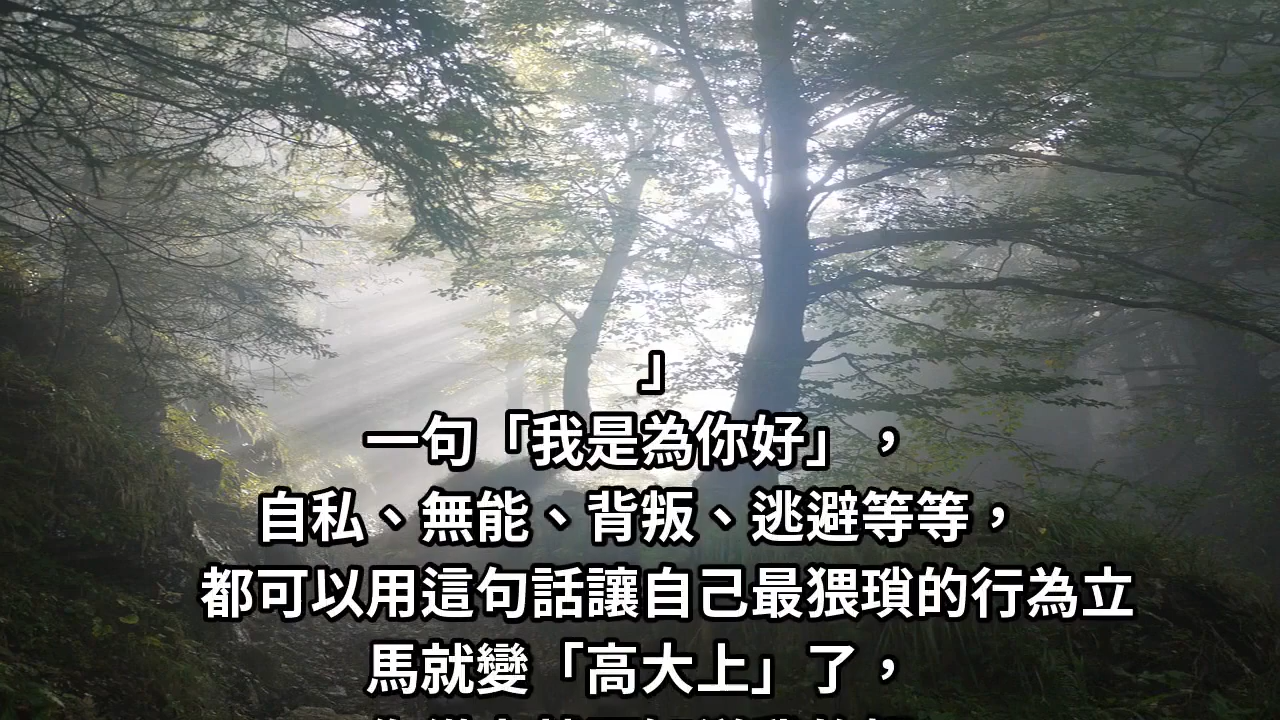 』
一句「我是為你好」，
自私、無能、背叛、逃避等等，
都可以用這句話讓自己最猥瑣的行為立
馬就變「高大上」了，